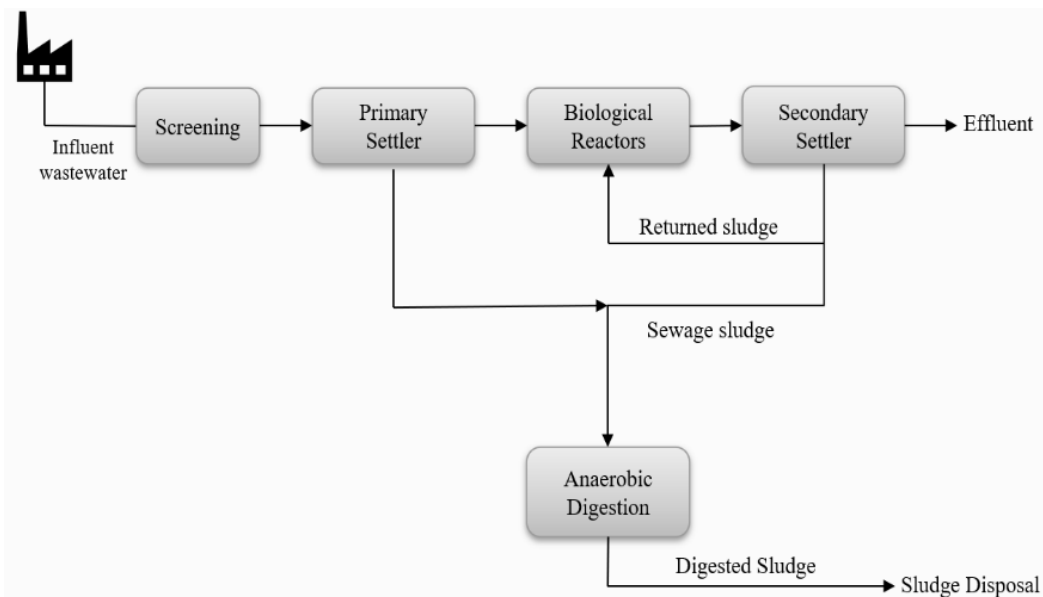 Screening
Primary
Settler
Biological
Reactors
Secondary
Settler
Effluent
Influent
wastewater
Returned sludge
Sewage sludge
Anaerobic
Digestion
Digested Sludge
Sludge Disposal